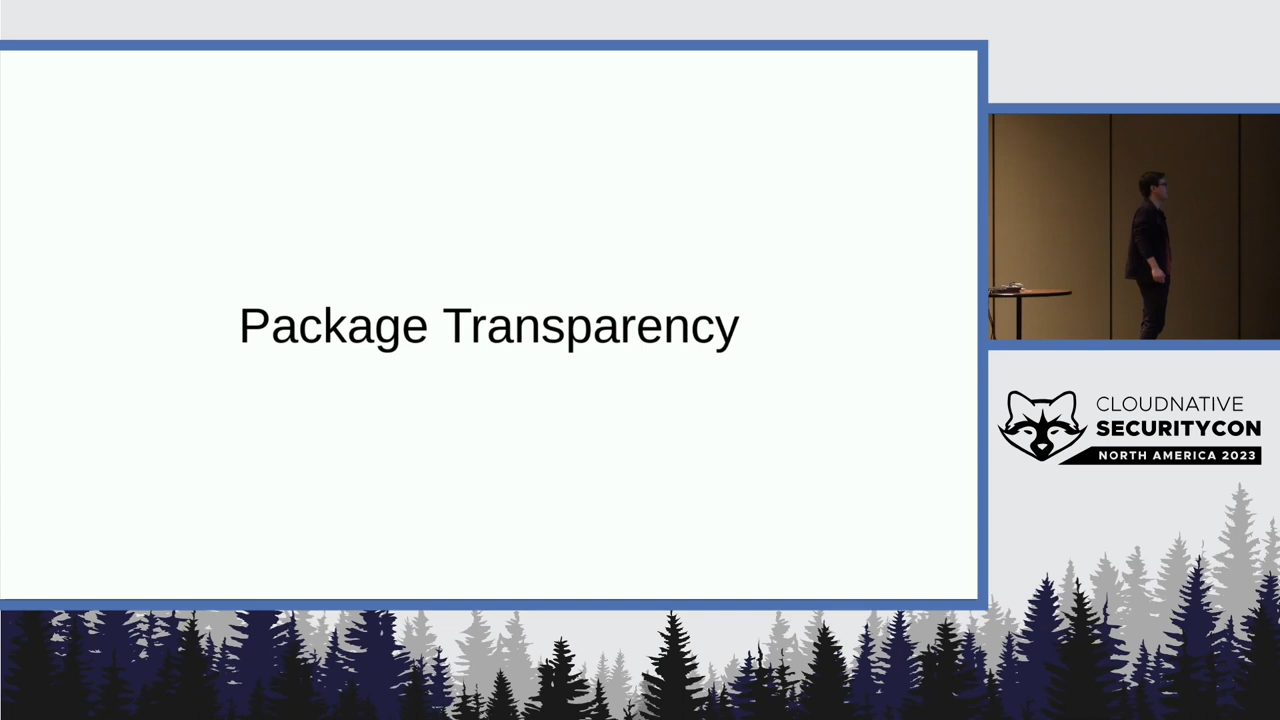 Package Transparency
CLOUDNATIVE
SECURITYCON
NORTH AMERICA 2023